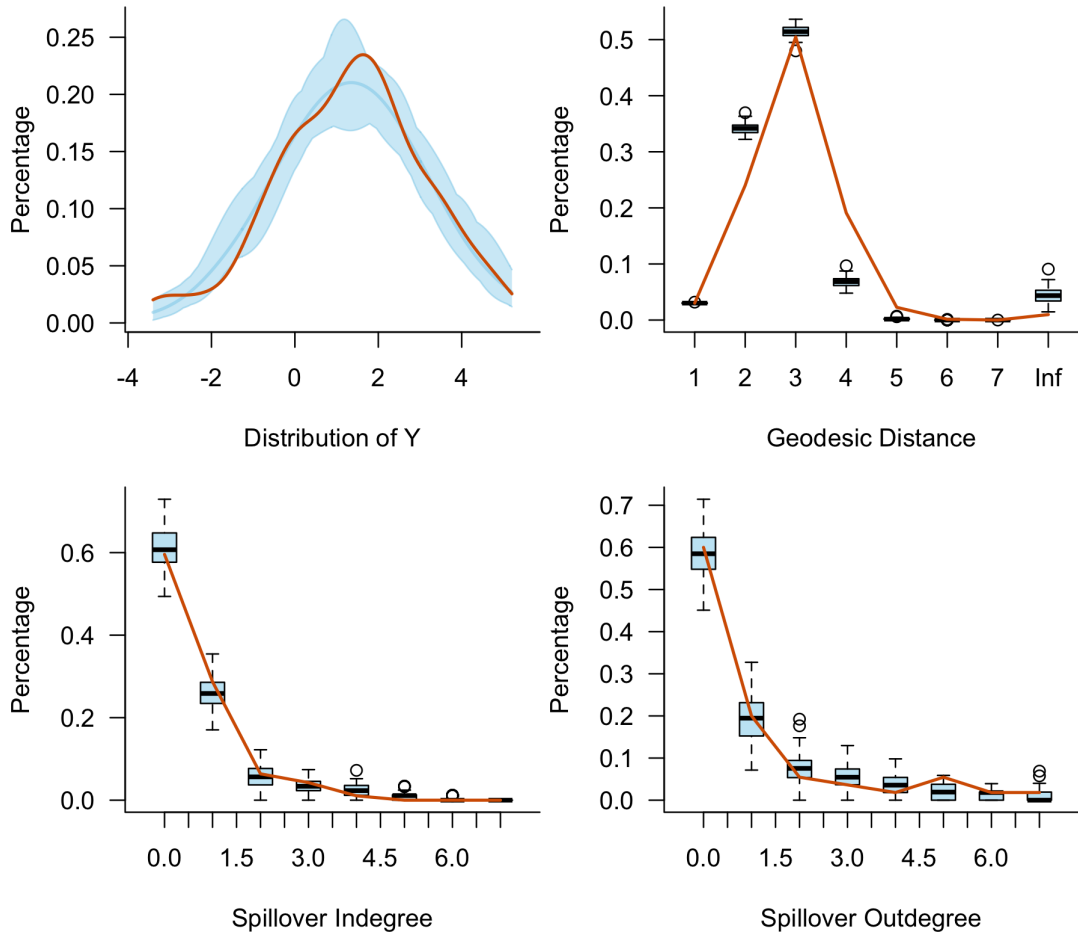 Percentage
0.25
0.20
0.15
0.10
0.05
0.00
-4 -2 0 2 4
Distribution of Y
Percentage
0.5
0.4
0.3
0.2
0.1
0.0
1 2 3 4 5 6 7 Inf
Geodesic Distance
Percentage
0.6
0.4
0.2
0.0
0.0 1.5 3.0 4.5 6.0
Spillover Indegree
Percentage
0.7
0.6
0.5
0.4
0.3
0.2
0.1
0.0
0.0 1.5 3.0 4.5 6.0
Spillover Outdegree